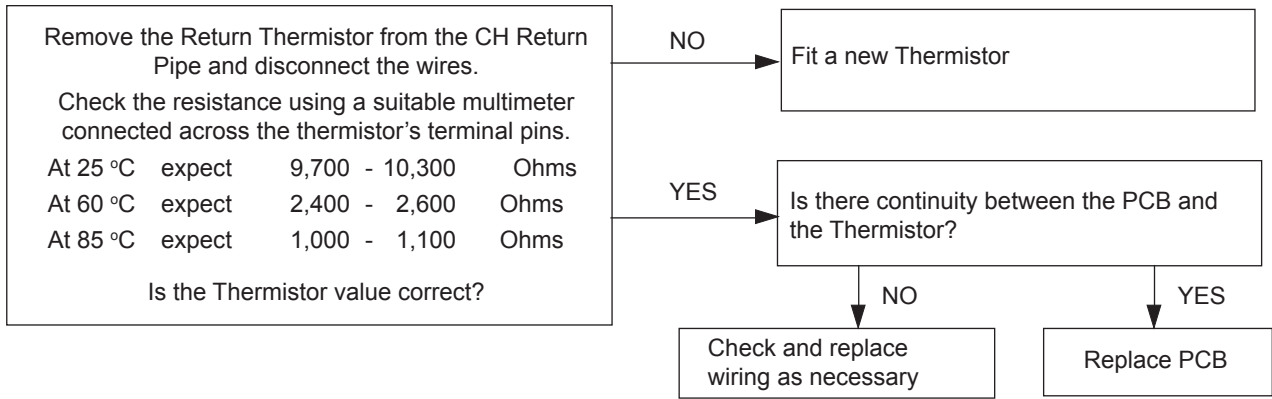 Remove the Return Thermistor from the CH Return
Pipe and disconnect the wires.
Check the resistance using a suitable multimeter
connected across the thermistor's terminal pins.
At 25 °C expect 9,700 - 10,300 Ohms
At 60 °C expect 2,400 - 2,600 Ohms
At 85 °C expect 1,000 - 1,100 Ohms
Is the Thermistor value correct?
NO
Fit a new Thermistor
YES
Is there continuity between the PCB and
the Thermistor?
NO
Check and replace
wiring as necessary
YES
Replace PCB